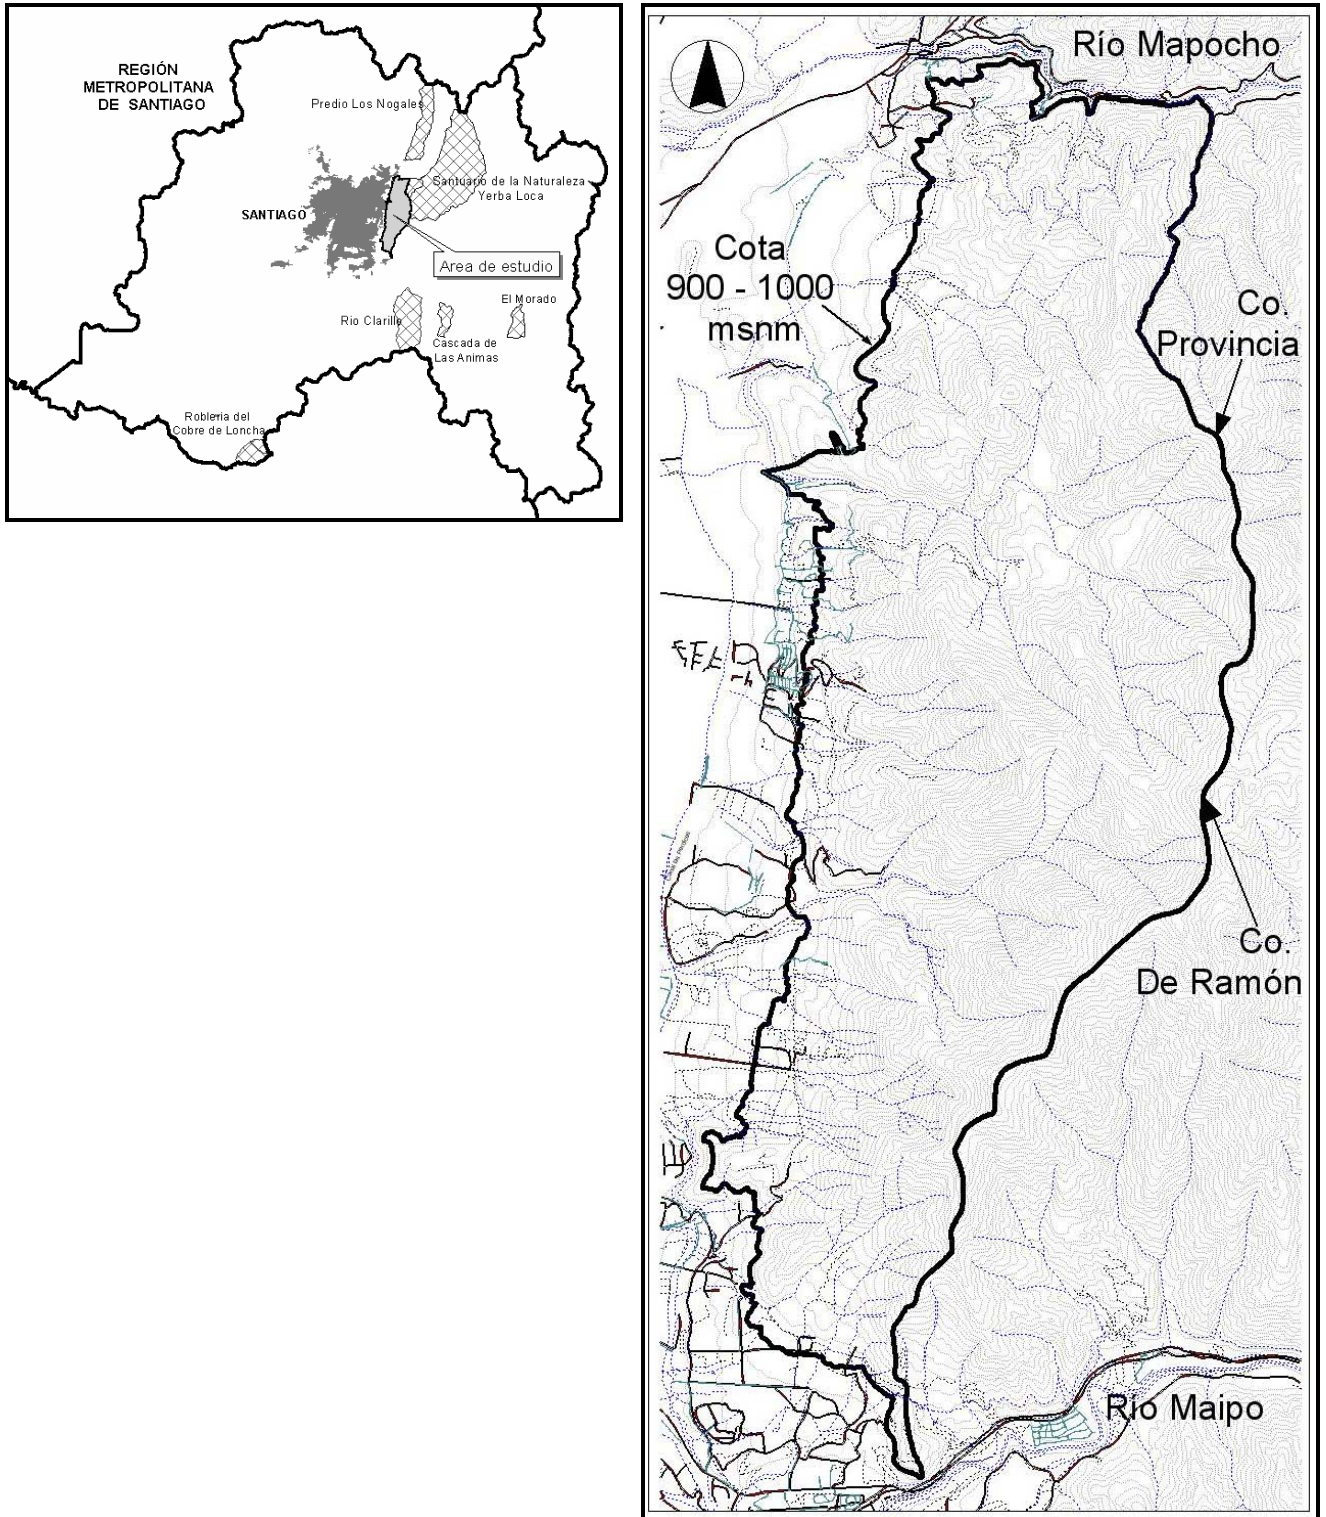 REGIÓN
METROPOLITANA
DE SANTIAGO
Predio Los Nogales
Santuario de la Naturaleza
Yerba Loca
SANTIAGO
Area de estudio
El Morado
Rio Clarillo
Cascada de
Las Animas
Robleria del
Cobre de Loncha
Río Mapocho
Cota
900 - 1000
msnm
Co.
Provincia
Co.
De Ramón
Río Maipo